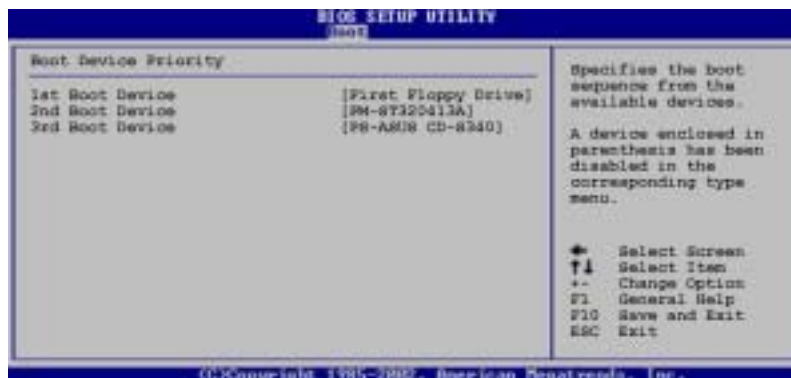 BIOS SETUP UTILITY
Boot
Boot Device Priority
1st Boot Device [First Floppy Drive]
2nd Boot Device [PM-ST320413A]
3rd Boot Device [PS-ASUS CD-S340]
Specifies the boot
sequence from the
available devices.
A device enclosed in
parenthesis has been
disabled in the
corresponding type
menu.
Select Screen
↑↓ Select Item
+- Change Option
F1 General Help
F10 Save and Exit
ESC Exit
(C)Copyright 1985-2002, American Megatrends, Inc.